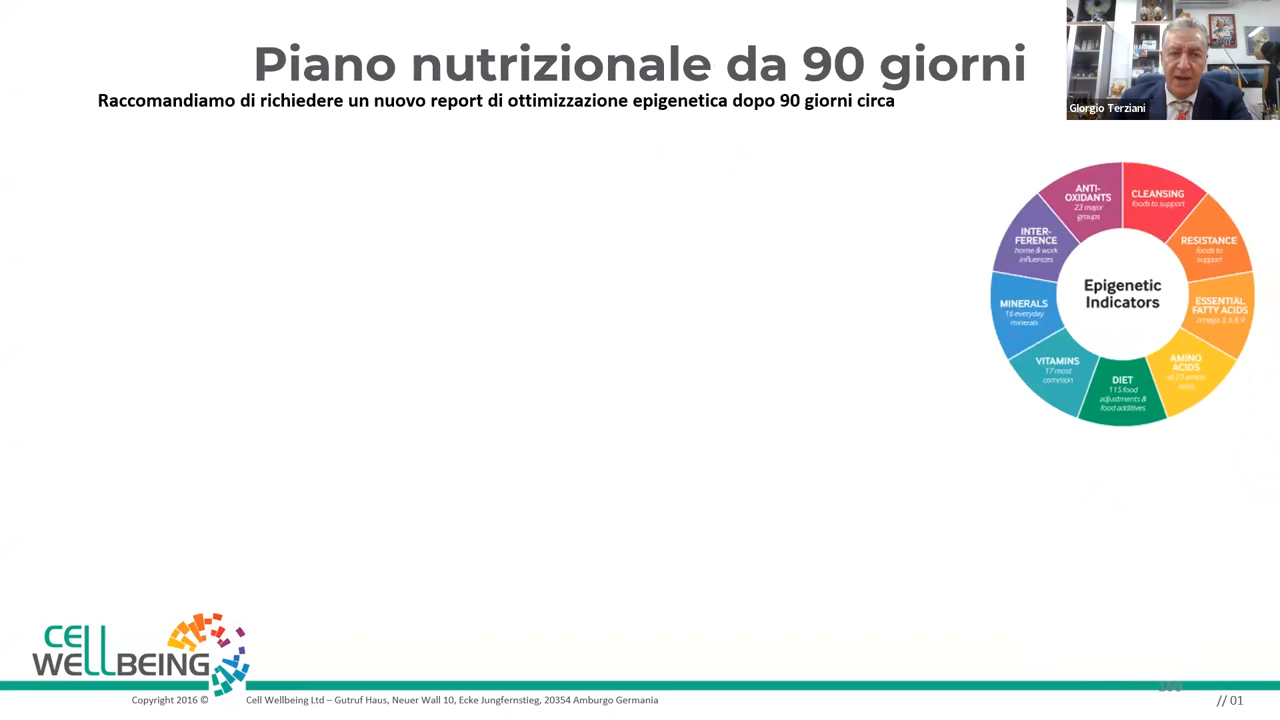 Piano nutrizionale da 90 giorni
Raccomandiamo di richiedere un nuovo report di ottimizzazione epigenetica dopo 90 giorni circa
GIorgio Terziani
ANTI-
OXIDANTS
23 major
groups
CLEANSING
foods to support
RESISTANCE
foods to
support
ESSENTIAL
FATTY ACIDS
omega 3,6 & 9
AMINO
ACIDS
DIET
115 food
adjustments &
food additives
VITAMINS
17 most
common
MINERALS
16 everyday
minerals
INTER-
FERENCE
home & work
influences
Epigenetic
Indicators
CELL
WELLBEING
Copyright 2016 ©
Cell Wellbeing Ltd – Gutruf Haus, Neuer Wall 10, Ecke Jungfernstieg, 20354 Amburgo Germania
// 01